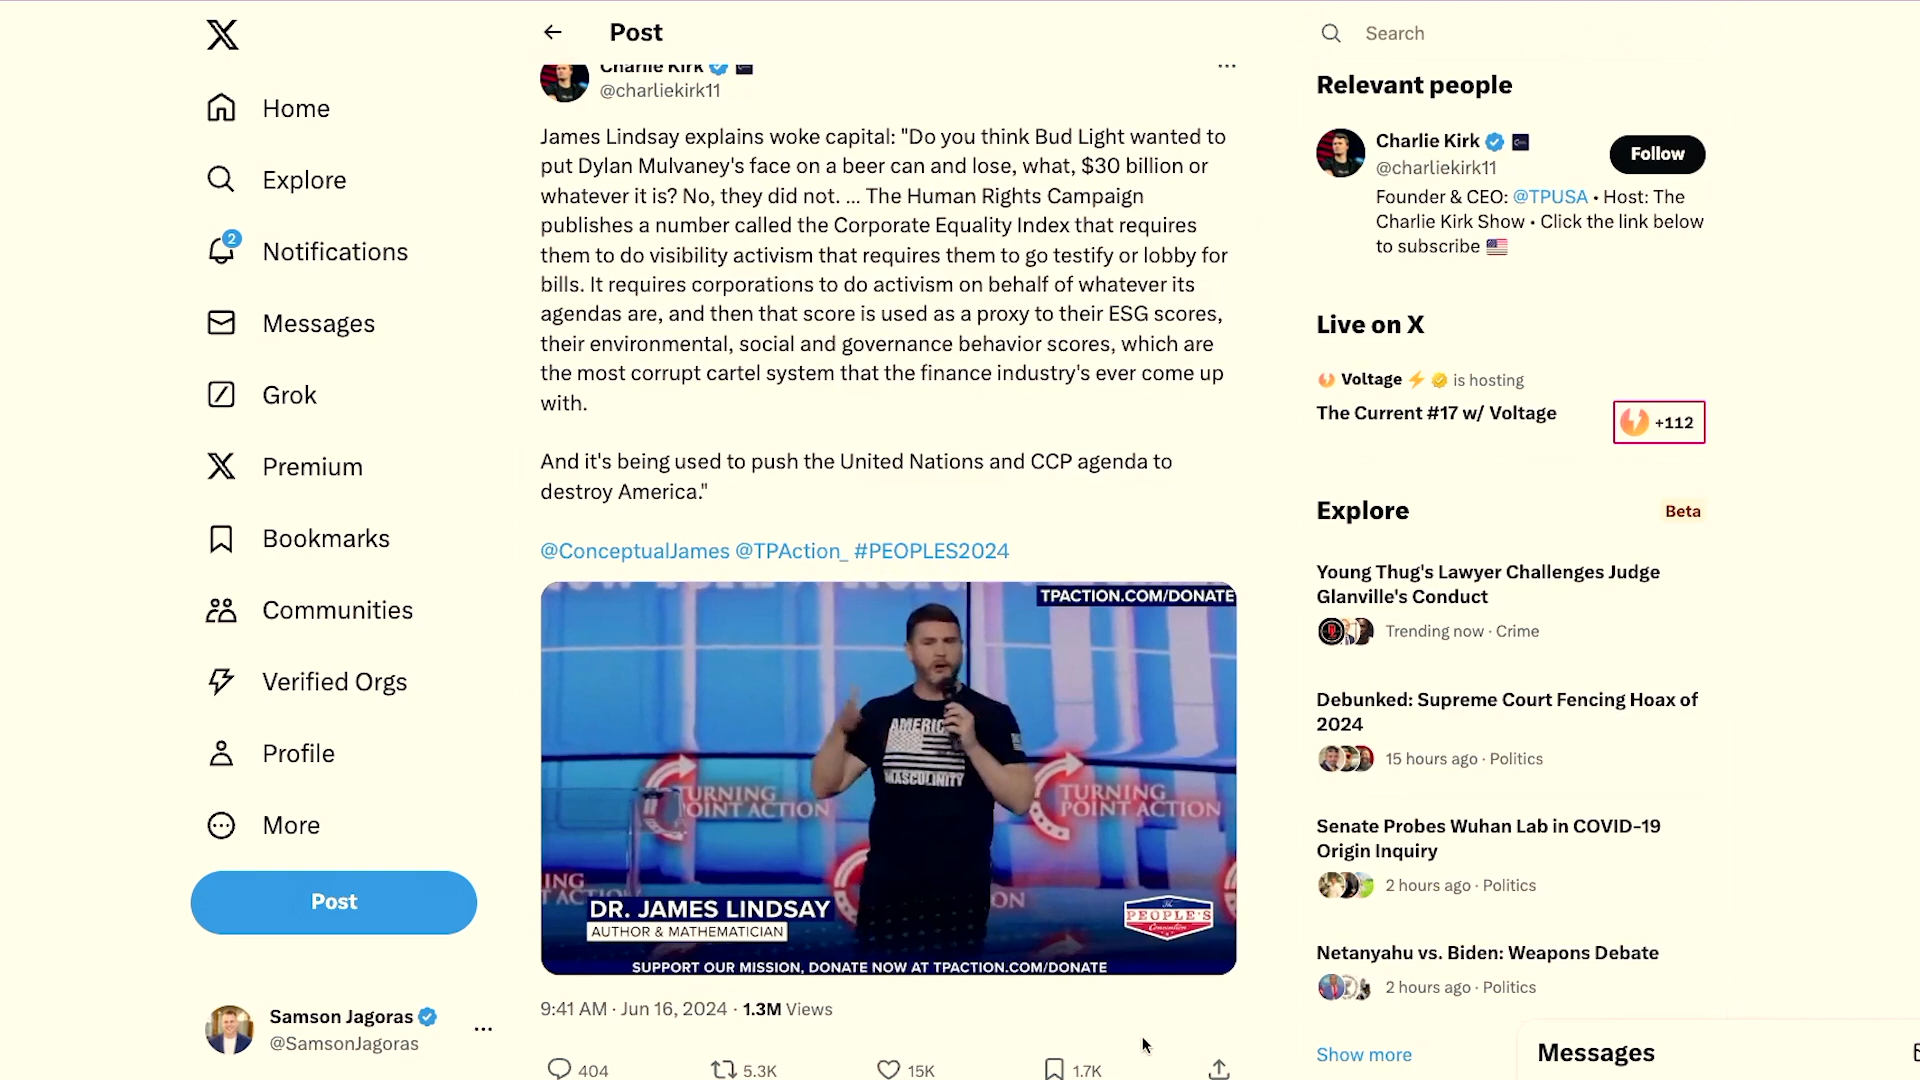 Home
Explore
2
Notifications
Messages
Grok
Premium
Bookmarks
Communities
Verified Orgs
Profile
More
Post
Samson Jagoras
@SamsonJagoras
Post
Charlie Kirk
@charliekirk11
James Lindsay explains woke capital: "Do you think Bud Light wanted to
put Dylan Mulvaney's face on a beer can and lose, what, $30 billion or
whatever it is? No, they did not. ... The Human Rights Campaign
publishes a number called the Corporate Equality Index that requires
them to do visibility activism that requires them to go testify or lobby for
bills. It requires corporations to do activism on behalf of whatever its
agendas are, and then that score is used as a proxy to their ESG scores,
their environmental, social and governance behavior scores, which are
the most corrupt cartel system that the finance industry's ever come up
with.
And it's being used to push the United Nations and CCP agenda to
destroy America."
@ConceptualJames @TPAction_ #PEOPLES2024
TPACTION.COM/DONATE
AMERIC
MASCULINITY
TURNING
POINT ACTION
TURNING
POINT ACTION
ING
T ACTION
ON
DR. JAMES LINDSAY
AUTHOR & MATHEMATICIAN
The
PEOPLE'S
Convention
SUPPORT OUR MISSION, DONATE NOW AT TPACTION.COM/DONATE
9:41 AM · Jun 16, 2024 · 1.3M Views
404
5.3K
15K
1.7K
Search
Relevant people
Charlie Kirk
@charliekirk11
Follow
Founder & CEO: @TPUSA • Host: The
Charlie Kirk Show • Click the link below
to subscribe
Live on X
Voltage is hosting
The Current #17 w/ Voltage
+112
Explore
Beta
Young Thug's Lawyer Challenges Judge
Glanville's Conduct
Trending now · Crime
Debunked: Supreme Court Fencing Hoax of
2024
15 hours ago · Politics
Senate Probes Wuhan Lab in COVID-19
Origin Inquiry
2 hours ago · Politics
Netanyahu vs. Biden: Weapons Debate
2 hours ago · Politics
Show more
Messages